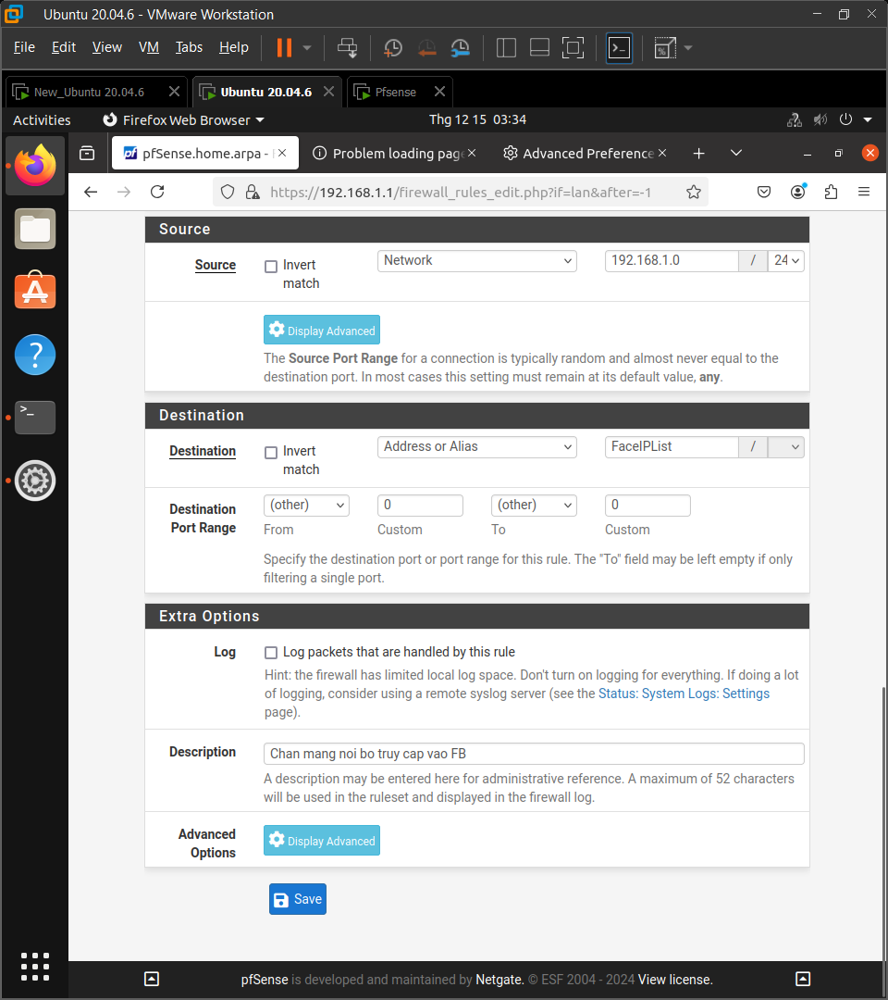 Ubuntu 20.04.6 - VMware Workstation
File Edit View VM Tabs Help
New_Ubuntu 20.04.6
Ubuntu 20.04.6
Pfsense
Activities
Firefox Web Browser
Thg 12 15 03:34
pfSense.home.arpa -
Problem loading pag
Advanced Preference
https://192.168.1.1/firewall_rules_edit.php?if=lan&after=-1
Source
Source
Invert match
Network
192.168.1.0
/
24
Display Advanced
The Source Port Range for a connection is typically random and almost never equal to the
destination port. In most cases this setting must remain at its default value, any.
Destination
Destination
Invert match
Address or Alias
FaceIPList
/
Destination Port Range
(other)
0
(other)
0
From
Custom
To
Custom
Specify the destination port or port range for this rule. The "To" field may be left empty if only
filtering a single port.
Extra Options
Log
Log packets that are handled by this rule
Hint: the firewall has limited local log space. Don't turn on logging for everything. If doing a lot
of logging, consider using a remote syslog server (see the Status: System Logs: Settings
page).
Description
Chan mang noi bo truy cap vao FB
A description may be entered here for administrative reference. A maximum of 52 characters
will be used in the ruleset and displayed in the firewall log.
Advanced Options
Display Advanced
Save
pfSense is developed and maintained by Netgate. © ESF 2004 - 2024 View license.